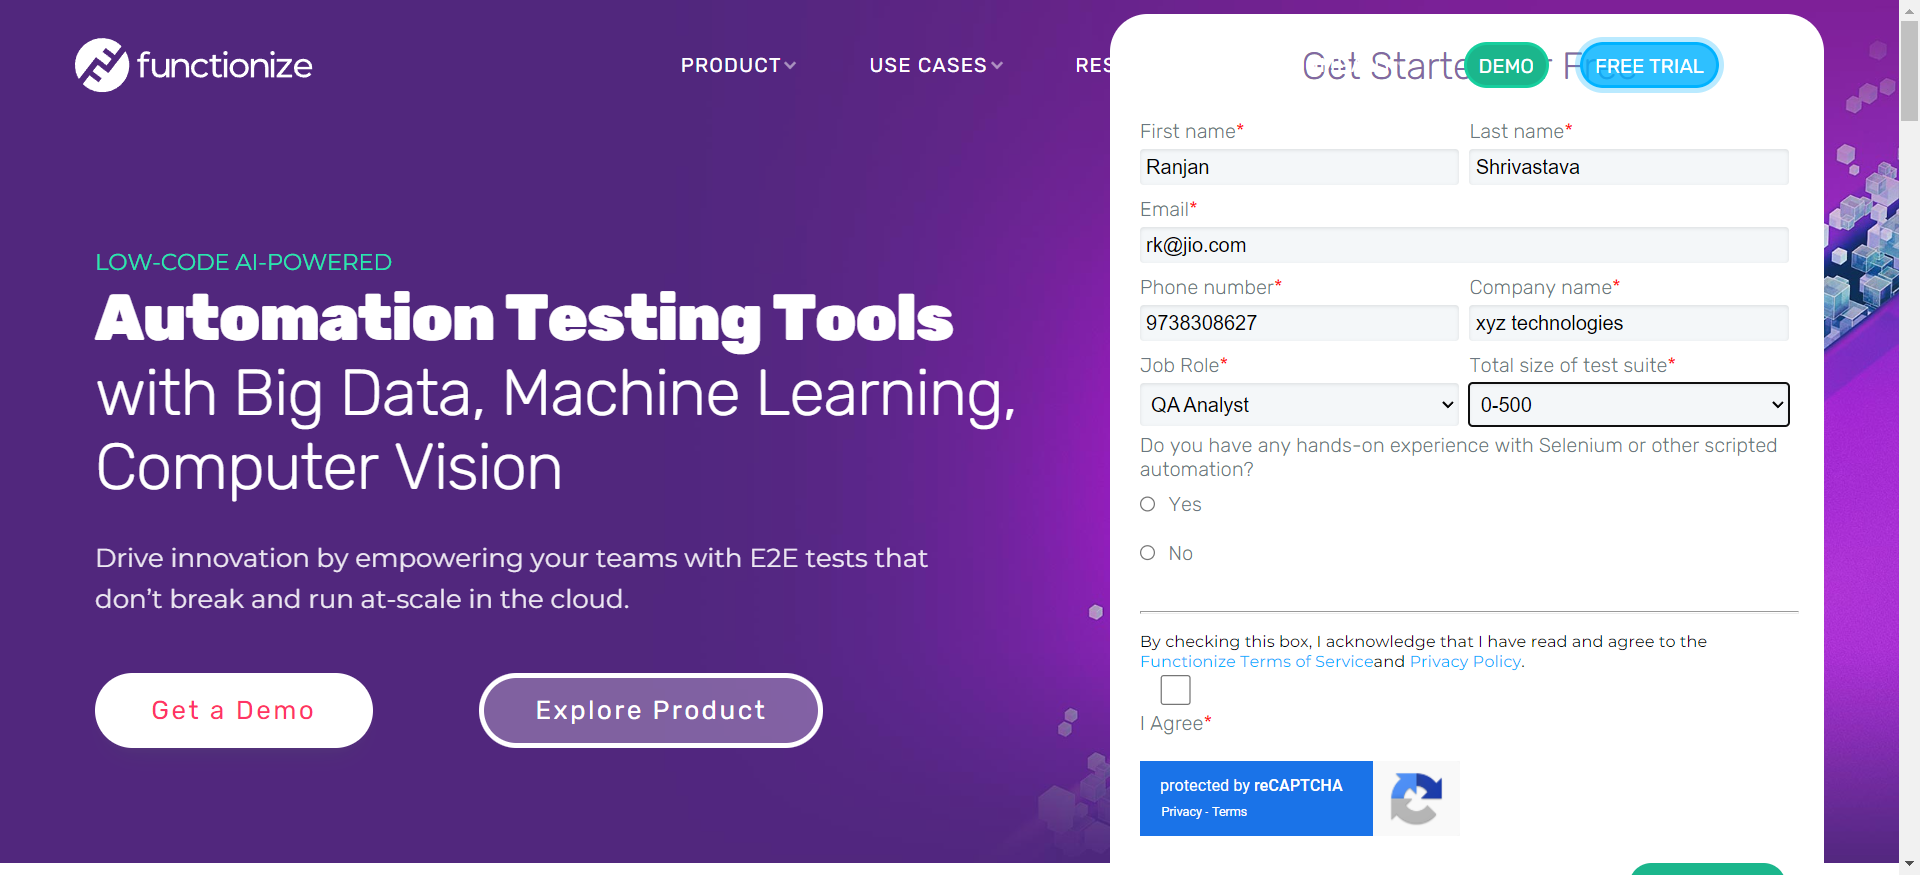 functionize
PRODUCT
USE CASES
RES
DEMO
FREE TRIAL
Get Started for Free
LOW-CODE AI-POWERED
Automation Testing Tools
with Big Data, Machine Learning,
Computer Vision
Drive innovation by empowering your teams with E2E tests that
don’t break and run at-scale in the cloud.
Get a Demo
Explore Product
First name*
Last name*
Ranjan
Shrivastava
Email*
rk@jio.com
Phone number*
Company name*
9738308627
xyz technologies
Job Role*
Total size of test suite*
QA Analyst
0-500
Do you have any hands-on experience with Selenium or other scripted
automation?
Yes
No
By checking this box, I acknowledge that I have read and agree to the
Functionize Terms of Serviceand Privacy Policy.
I Agree*
protected by reCAPTCHA
Privacy - Terms